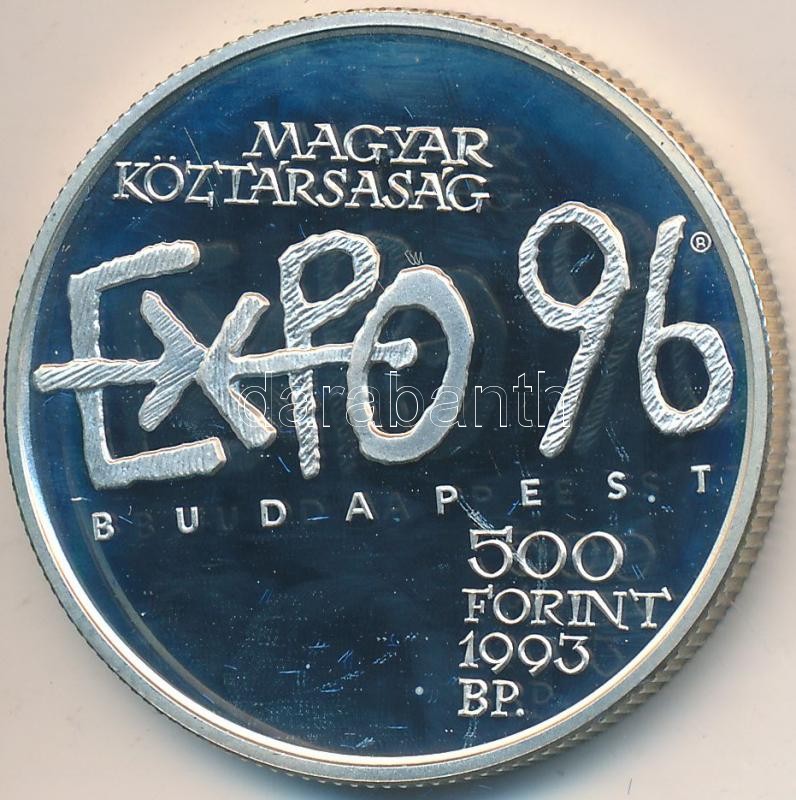 MAGYAR
KÖZTÁRSASÁG
EXPO 96®
darabanth
BUDAPEST
500
FORINT
1993
BP.